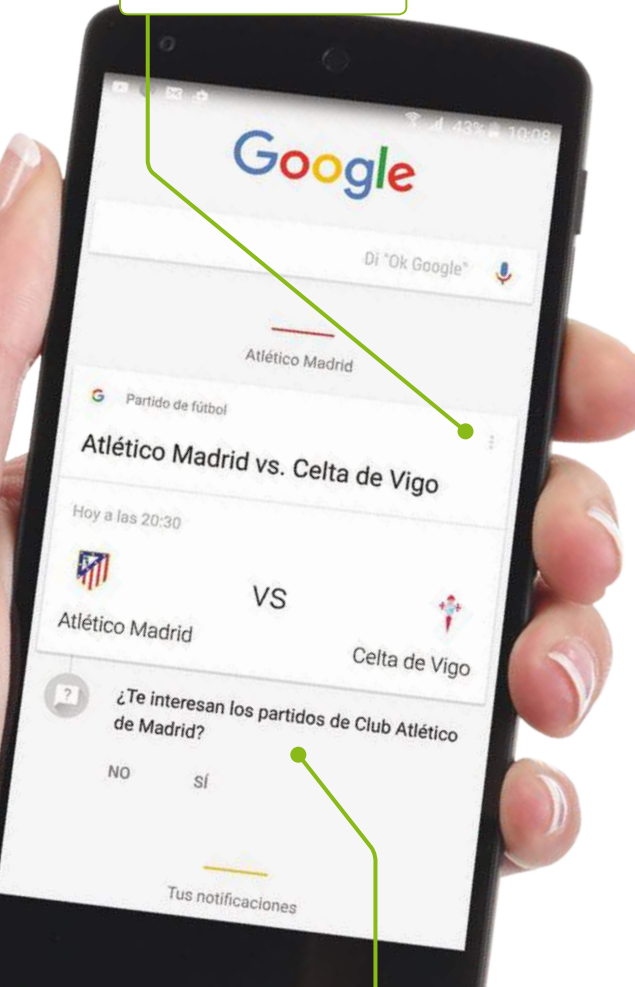 43% 10:08
Google
Di "Ok Google"
Atlético Madrid
G Partido de fútbol
Atlético Madrid vs. Celta de Vigo
Hoy a las 20:30
VS
Atlético Madrid
Celta de Vigo
? ¿Te interesan los partidos de Club Atlético
de Madrid?
NO SÍ
Tus notificaciones